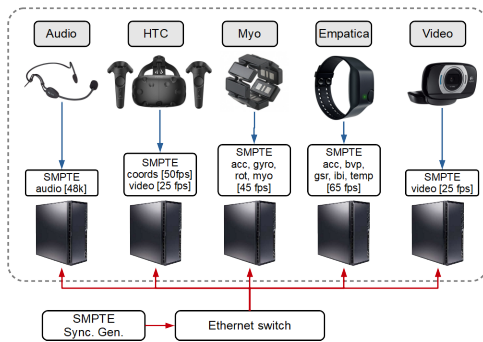 Audio
HTC
Myo
Empatica
Video
SMPTE
audio [48k]
SMPTE
coords [50fps]
video [25 fps]
SMPTE
acc, gyro,
rot, myo
[45 fps]
SMPTE
acc, bvp,
gsr, ibi, temp
[65 fps]
SMPTE
video [25 fps]
SMPTE
Sync. Gen.
Ethernet switch